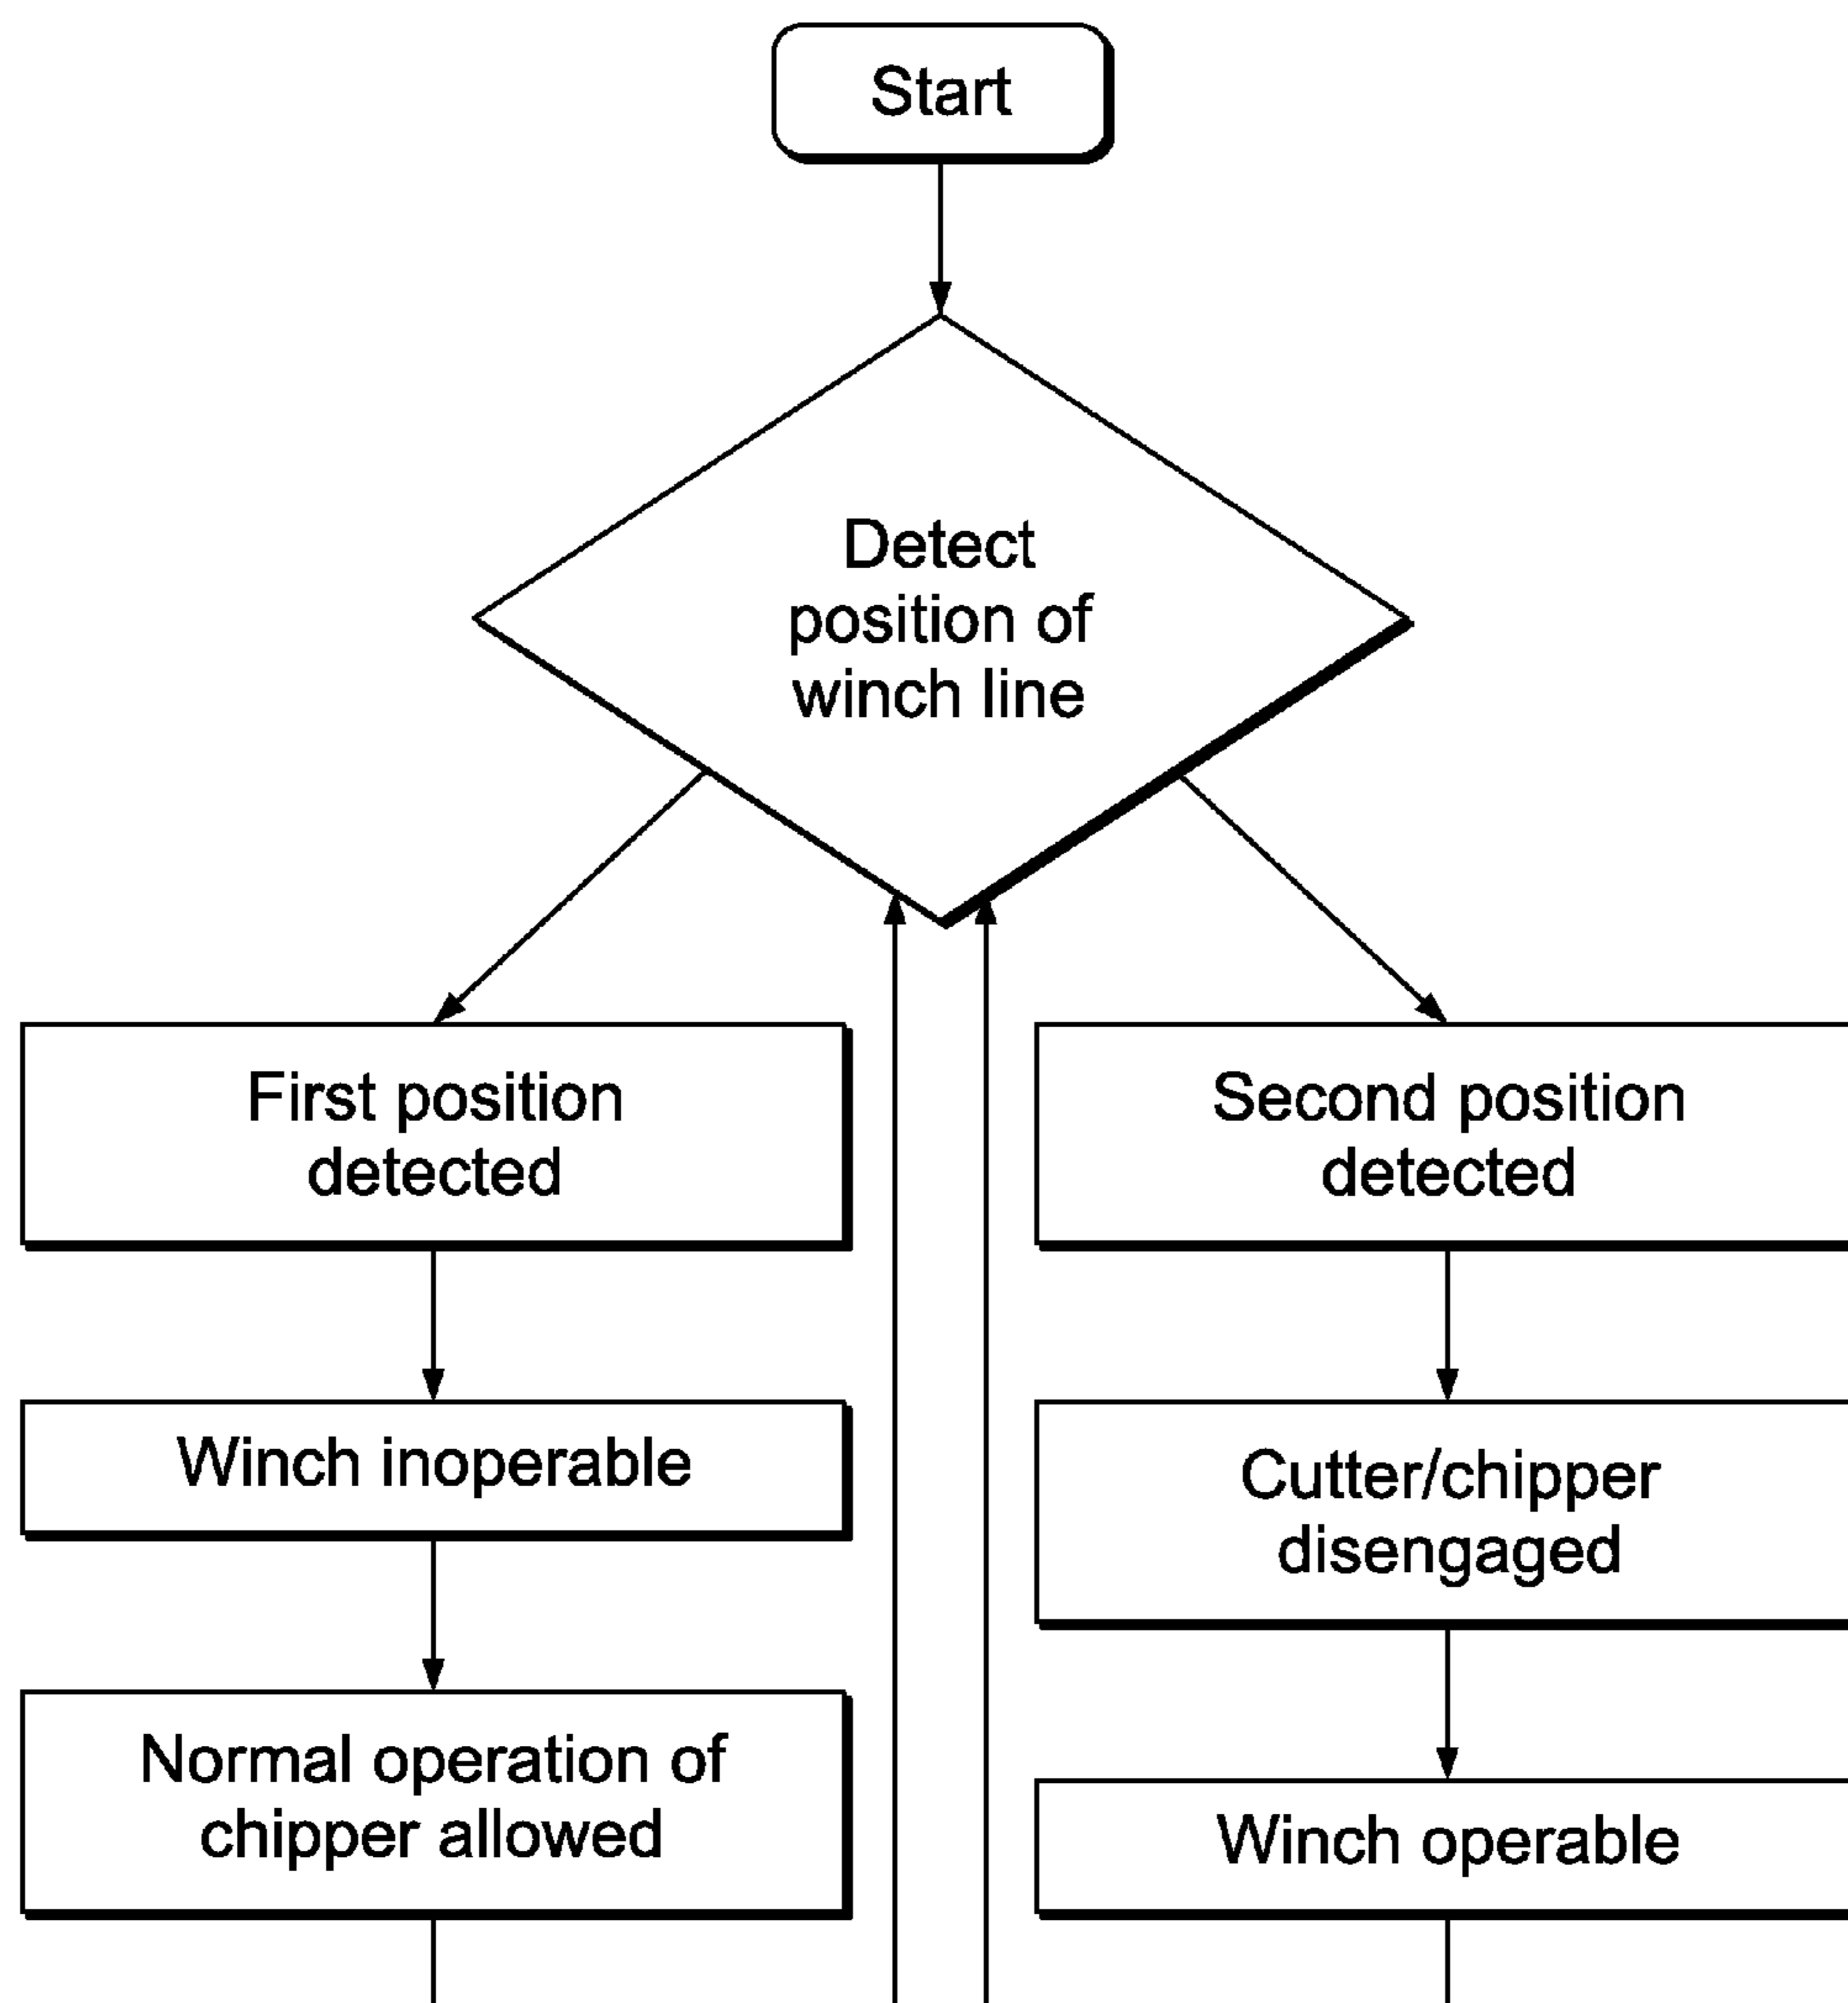 Start
Detect
position of
winch line
First position
detected
Winch inoperable
Normal operation of
chipper allowed
Second position
detected
Cutter/chipper
disengaged
Winch operable